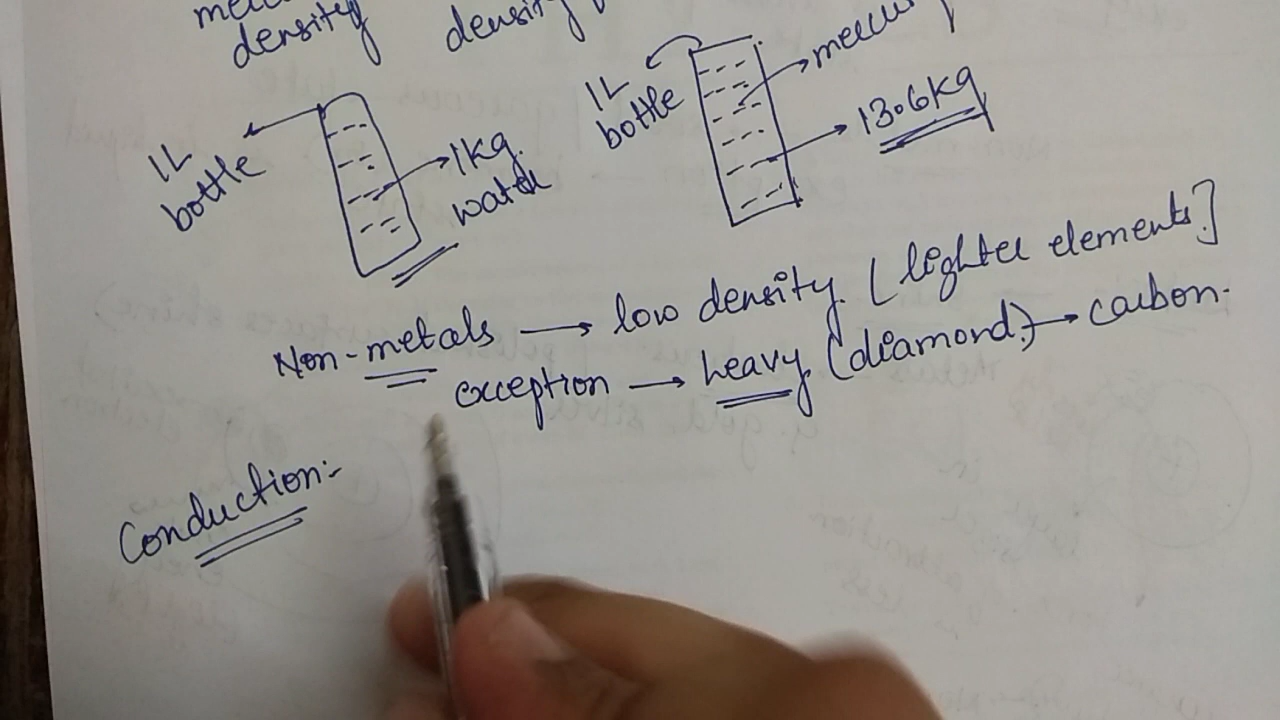 density density
1L bottle
1kg. water
1L bottle
mercury
13.6kg
Non-metals → low density. (lighter elements.]
exception → heavy (diamond.) → carbon.
Conduction:-